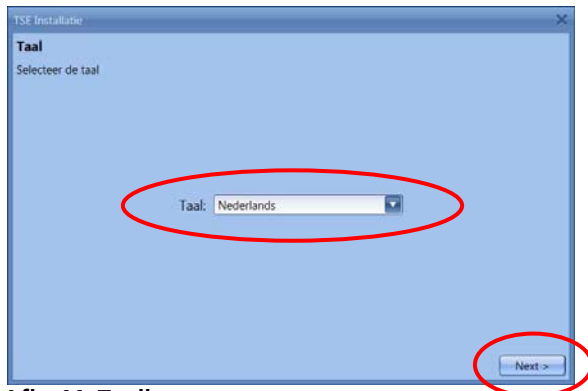 TSE Installatie
Taal
Selecteer de taal
Taal: Nederlands
Next >